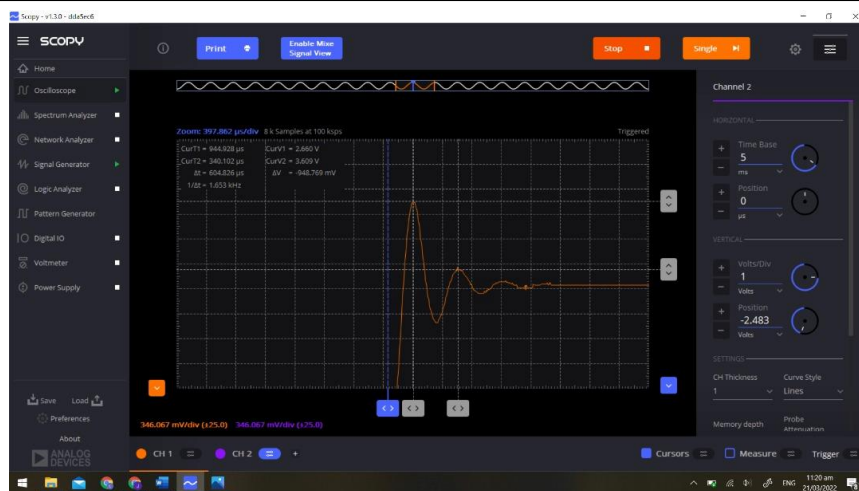 Scopy - v1.3.0 - dda5ec6
SCOPY
Print
Enable Mixe
Signal View
Stop
Single
Home
Oscilloscope
Spectrum Analyzer
Network Analyzer
Signal Generator
Logic Analyzer
Pattern Generator
Digital IO
Voltmeter
Power Supply
Save
Load
Preferences
About
ANALOG
DEVICES
Zoom: 397.862 µs/div 8 k Samples at 100 ksps
Triggered
CurT1 = 944.928 µs CurV1 = 2.660 V
CurT2 = 340.102 µs CurV2 = 3.609 V
Δt = 604.826 µs ΔV = -948.769 mV
1/Δt = 1.653 kHz
346.067 mV/div (±25.0) 346.067 mV/div (±25.0)
CH 1
CH 2
+
Cursors
Measure
Trigger
Channel 2
HORIZONTAL
Time Base
5
ms
Position
0
µs
VERTICAL
Volts/Div
1
Volts
Position
-2.483
Volts
SETTINGS
CH Thickness Curve Style
1 Lines
Memory depth Probe
Attenuation
ENG
11:20 am
21/03/2022